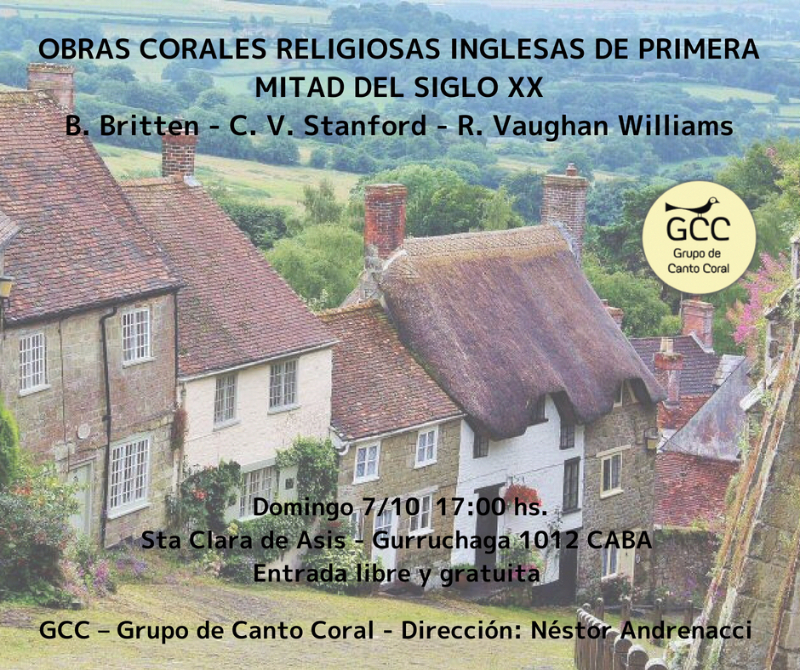 OBRAS CORALES RELIGIOSAS INGLESAS DE PRIMERA
MITAD DEL SIGLO XX
B. Britten - C. V. Stanford - R. Vaughan Williams
GCC
Grupo de
Canto Coral
Domingo 7/10 17:00 hs.
Sta Clara de Asis - Gurruchaga 1012 CABA
Entrada libre y gratuita
GCC – Grupo de Canto Coral - Dirección: Néstor Andrenacci